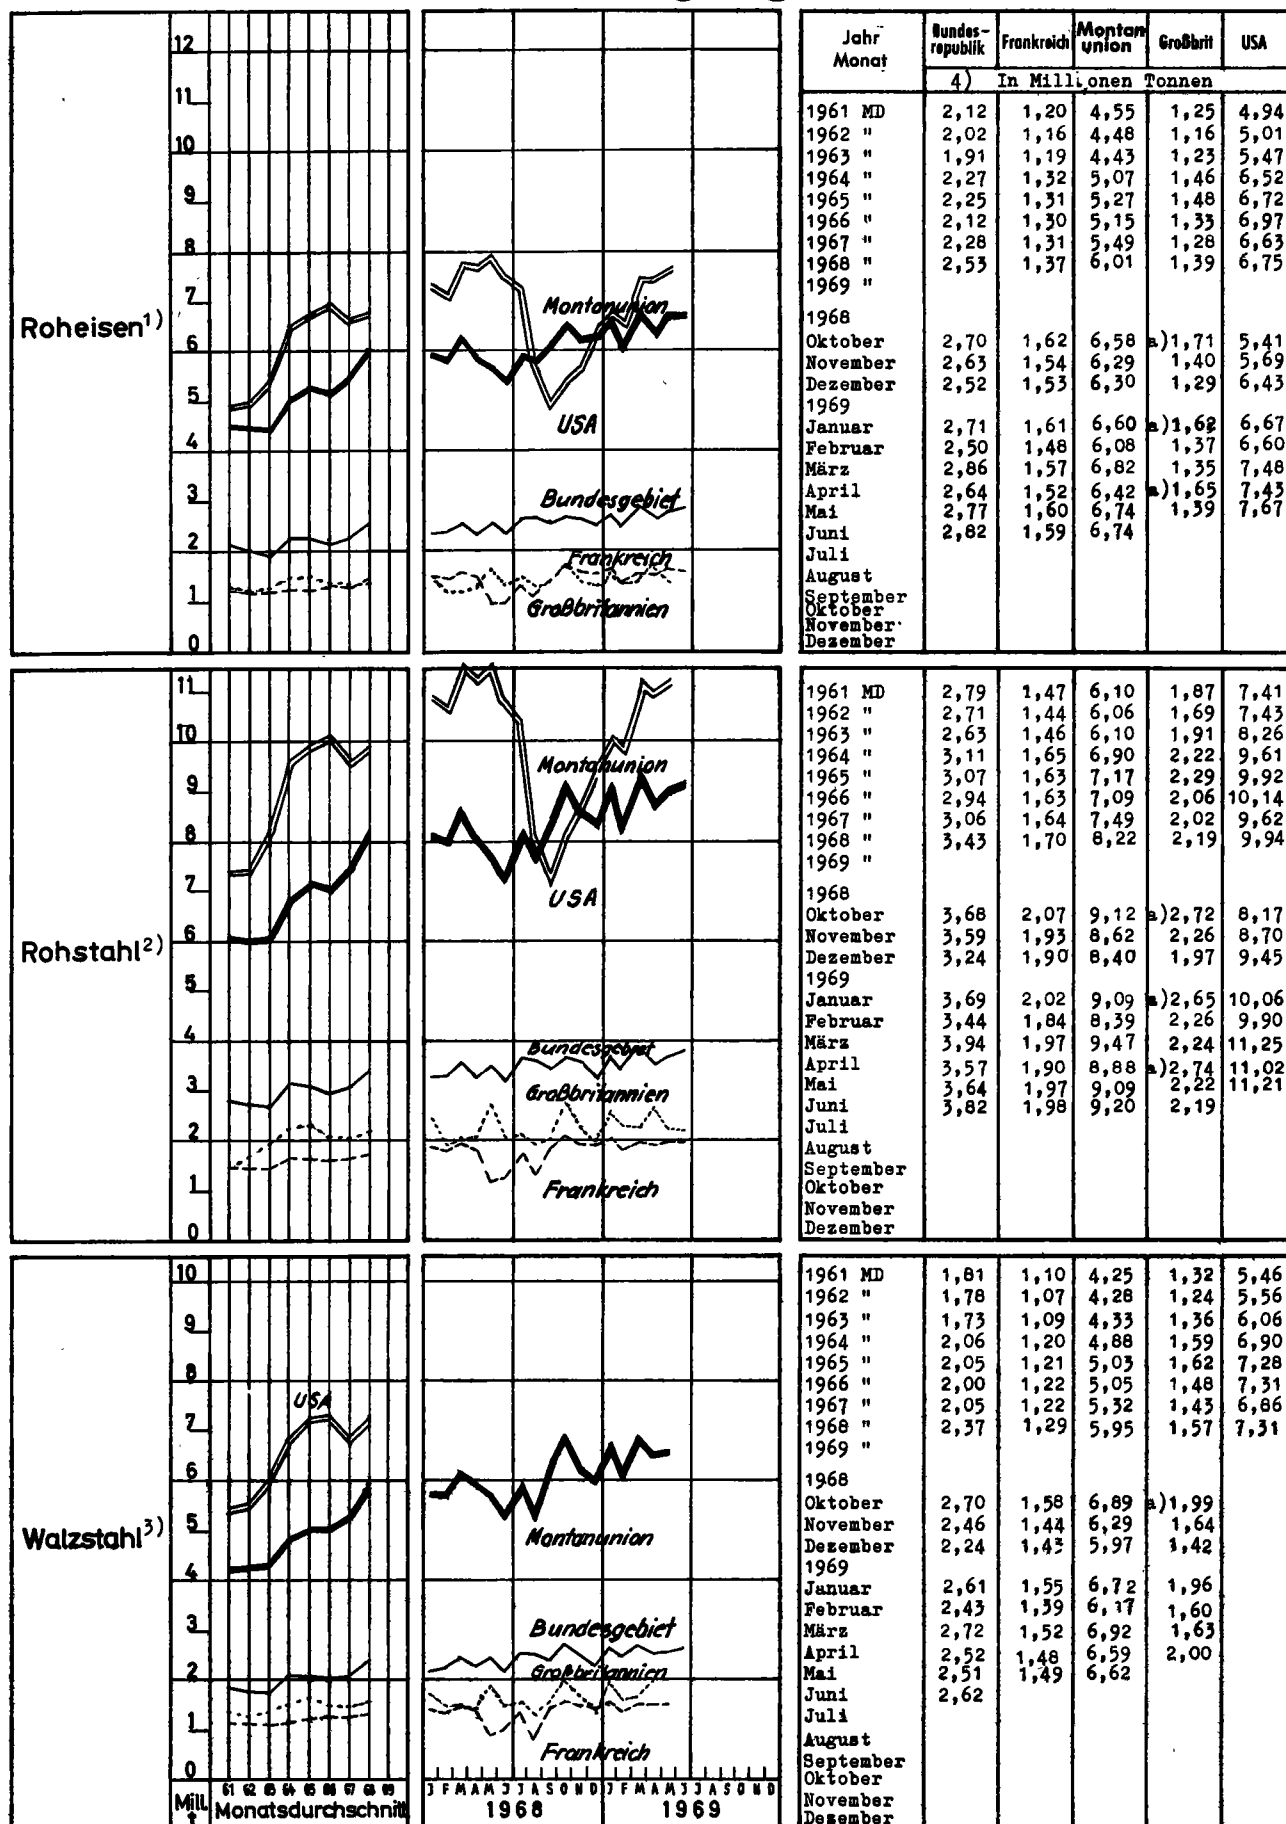 Jahr Monat | Bundes-republik | Frankreich | Montan union | Großbrit | USA
4) In Millionen Tonnen
Roheisen¹⁾
12
11
10
9
8
7
6
5
4
3
2
1
0
Montanunion
USA
Bundesgebiet
Frankreich
Großbritannien
1961 MD 2,12 1,20 4,55 1,25 4,94
1962 " 2,02 1,16 4,48 1,16 5,01
1963 " 1,91 1,19 4,43 1,23 5,47
1964 " 2,27 1,32 5,07 1,46 6,52
1965 " 2,25 1,31 5,27 1,48 6,72
1966 " 2,12 1,30 5,15 1,33 6,97
1967 " 2,28 1,31 5,49 1,28 6,63
1968 " 2,53 1,37 6,01 1,39 6,75
1969 "
1968
Oktober 2,70 1,62 6,58 a)1,71 5,41
November 2,63 1,54 6,29 1,40 5,69
Dezember 2,52 1,53 6,30 1,29 6,43
1969
Januar 2,71 1,61 6,60 a)1,62 6,67
Februar 2,50 1,48 6,08 1,37 6,60
März 2,86 1,57 6,82 1,35 7,48
April 2,64 1,52 6,42 a)1,65 7,43
Mai 2,77 1,60 6,74 1,39 7,67
Juni 2,82 1,59 6,74
Juli
August
September
Oktober
November
Dezember
Rohstahl²⁾
11
10
9
8
7
6
5
4
3
2
1
0
Montanunion
USA
Bundesgebiet
Großbritannien
Frankreich
1961 MD 2,79 1,47 6,10 1,87 7,41
1962 " 2,71 1,44 6,06 1,69 7,43
1963 " 2,63 1,46 6,10 1,91 8,26
1964 " 3,11 1,65 6,90 2,22 9,61
1965 " 3,07 1,63 7,17 2,29 9,92
1966 " 2,94 1,63 7,09 2,06 10,14
1967 " 3,06 1,64 7,49 2,02 9,62
1968 " 3,43 1,70 8,22 2,19 9,94
1969 "
1968
Oktober 3,68 2,07 9,12 a)2,72 8,17
November 3,59 1,93 8,62 2,26 8,70
Dezember 3,24 1,90 8,40 1,97 9,45
1969
Januar 3,69 2,02 9,09 a)2,65 10,06
Februar 3,44 1,84 8,39 2,26 9,90
März 3,94 1,97 9,47 2,24 11,25
April 3,57 1,90 8,88 a)2,74 11,02
Mai 3,64 1,97 9,09 2,22 11,21
Juni 3,82 1,98 9,20 2,19
Juli
August
September
Oktober
November
Dezember
Walzstahl³⁾
10
9
8
7
6
5
4
3
2
1
0
USA
Montanunion
Bundesgebiet
Großbritannien
Frankreich
1961 MD 1,81 1,10 4,25 1,32 5,46
1962 " 1,78 1,07 4,28 1,24 5,56
1963 " 1,73 1,09 4,33 1,36 6,06
1964 " 2,06 1,20 4,88 1,59 6,90
1965 " 2,05 1,21 5,03 1,62 7,28
1966 " 2,00 1,22 5,05 1,48 7,31
1967 " 2,05 1,22 5,32 1,43 6,86
1968 " 2,37 1,29 5,95 1,57 7,31
1969 "
1968
Oktober 2,70 1,58 6,89 a)1,99
November 2,46 1,44 6,29 1,64
Dezember 2,24 1,43 5,97 1,42
1969
Januar 2,61 1,55 6,72 1,96
Februar 2,43 1,39 6,17 1,60
März 2,72 1,52 6,92 1,63
April 2,52 1,48 6,59 2,00
Mai 2,51 1,49 6,62
Juni 2,62
Juli
August
September
Oktober
November
Dezember
61 62 63 64 65 66 67 68 69
J F M A M J J A S O N D J F M A M J J A S O N D
Mill. t Monatsdurchschnitt 1968 1969